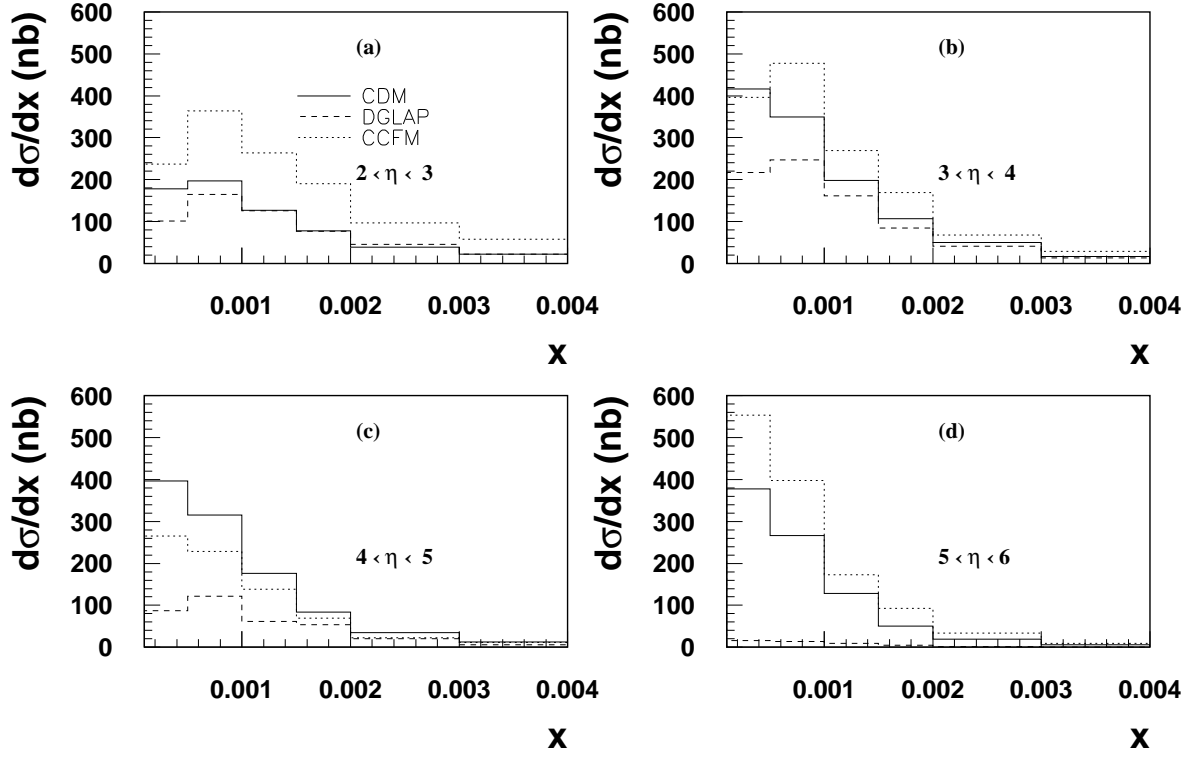 dσ/dx (nb)
600
500
400
300
200
100
0
(a)
CDM
DGLAP
CCFM
2 < η < 3
0.001 0.002 0.003 0.004
x
dσ/dx (nb)
600
500
400
300
200
100
0
(b)
3 < η < 4
0.001 0.002 0.003 0.004
x
dσ/dx (nb)
600
500
400
300
200
100
0
(c)
4 < η < 5
0.001 0.002 0.003 0.004
x
dσ/dx (nb)
600
500
400
300
200
100
0
(d)
5 < η < 6
0.001 0.002 0.003 0.004
x